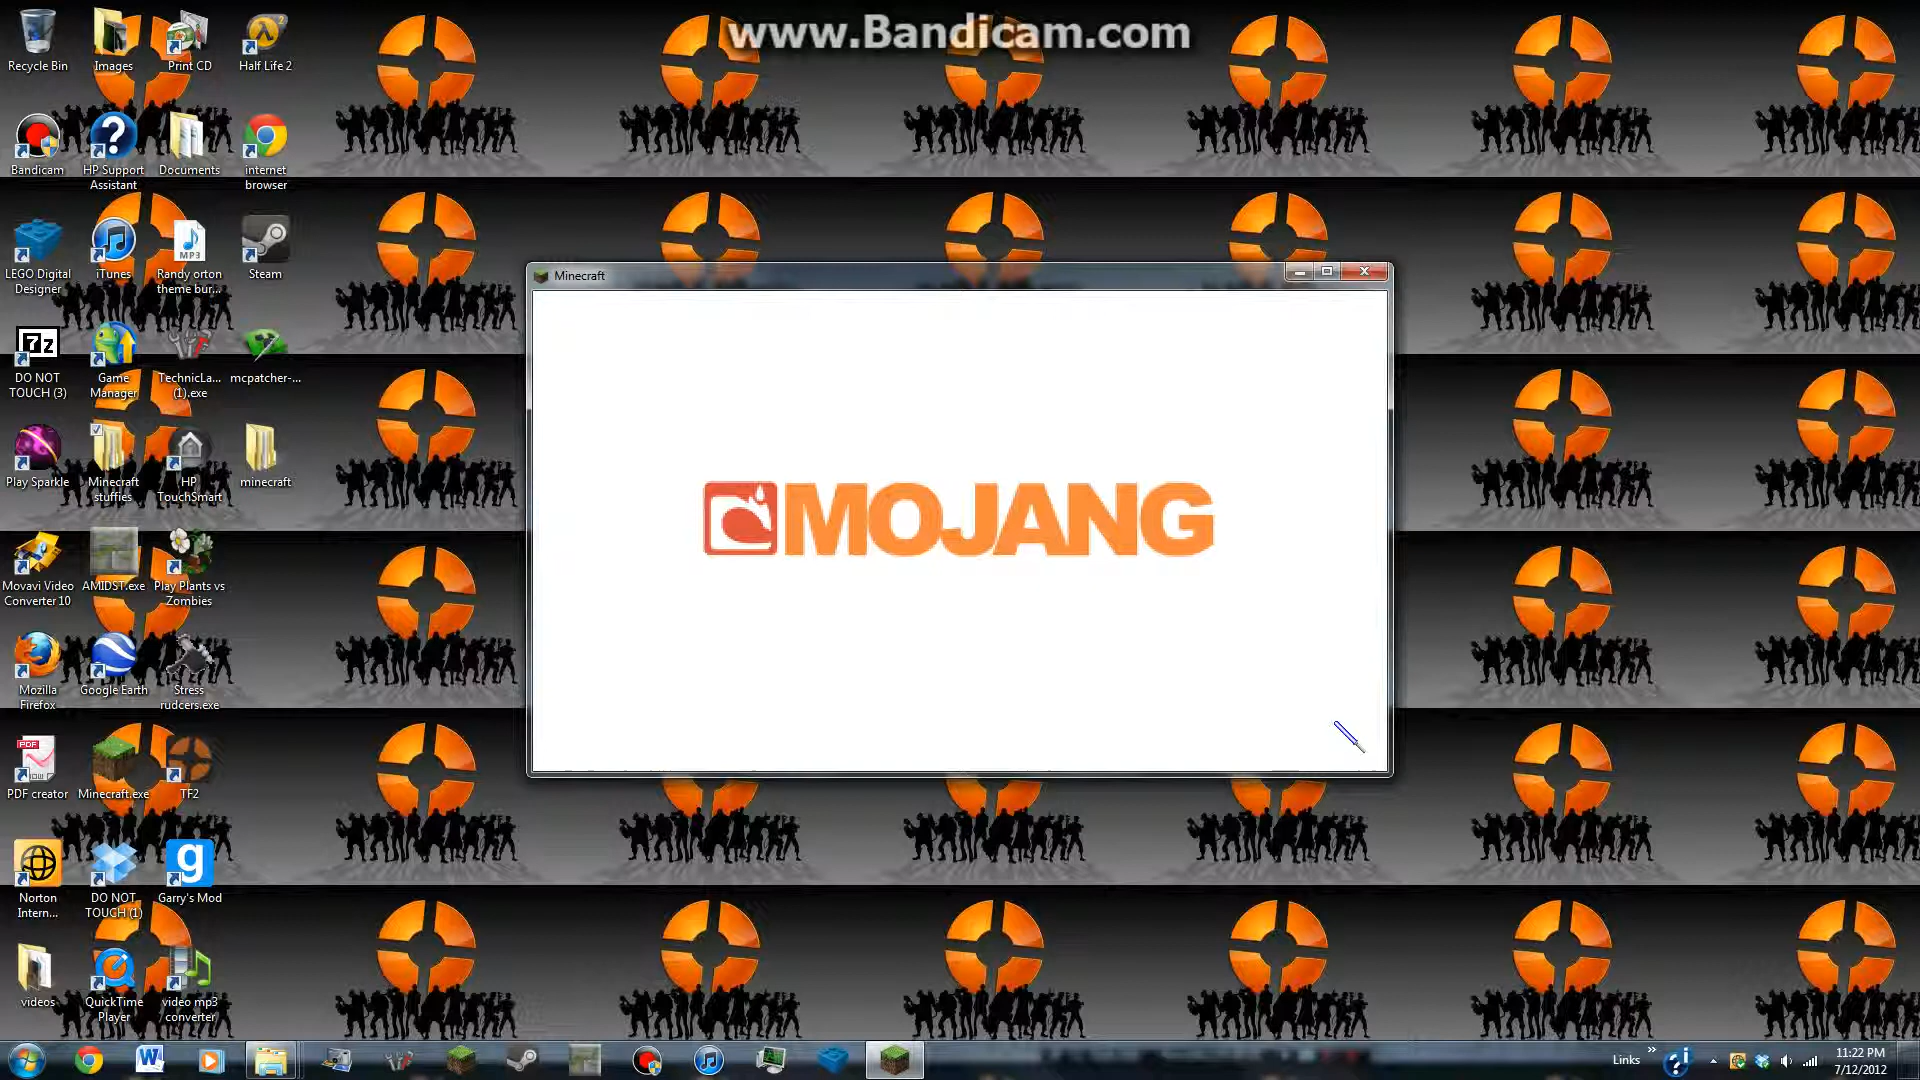 www.Bandicam.com
Recycle Bin
Images
Print CD
Half Life 2
Bandicam
HP Support
Assistant
Documents
internet
browser
LEGO Digital
Designer
iTunes
MP3
Randy orton
theme bur...
Steam
Minecraft
7z
DO NOT
TOUCH (3)
Game
Manager
TechnicLa...
(1).exe
mcpatcher-...
Play Sparkle
Minecraft
stuffies
HP
TouchSmart
minecraft
MOJANG
Movavi Video
Converter 10
AMIDST.exe
Play Plants vs
Zombies
Mozilla
Firefox
Google Earth
Stress
rudcers.exe
PDF
PDF creator
Minecraft.exe
TF2
Norton
Intern...
DO NOT
TOUCH (1)
g
Garry's Mod
videos
QuickTime
Player
video mp3
converter
W
Links
11:22 PM
7/12/2012